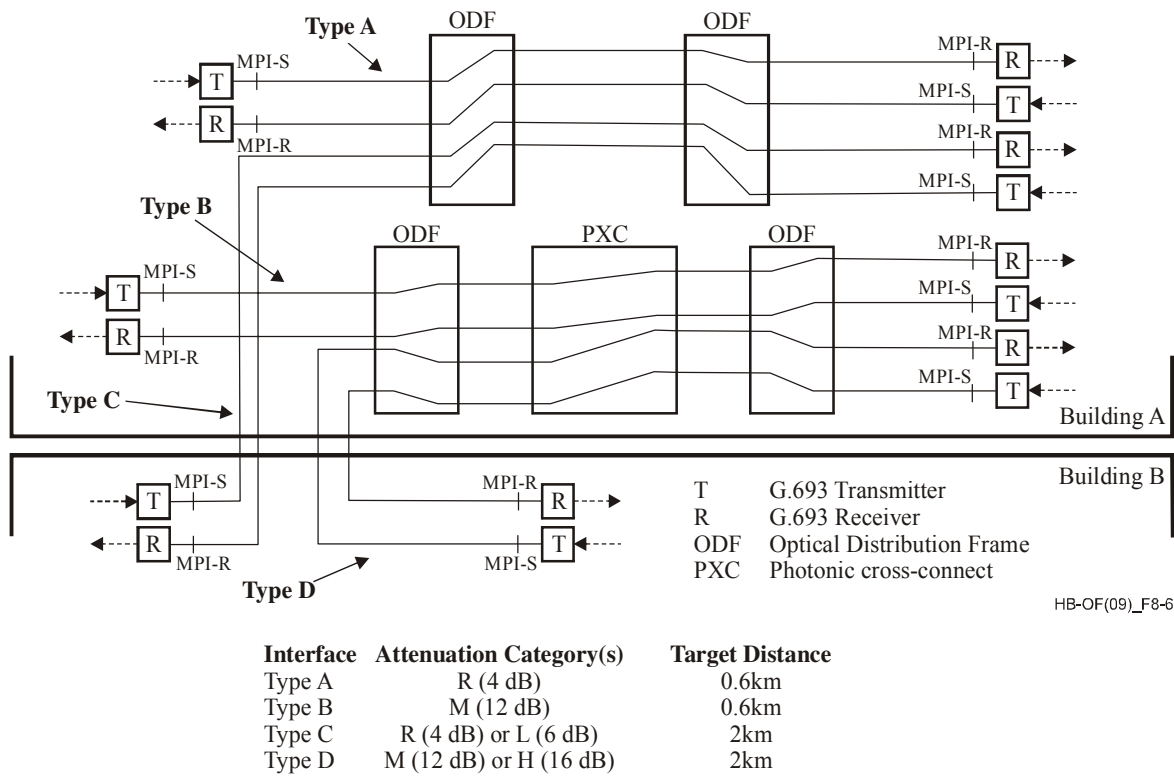 ODF ODF
Type A
MPI-S T
R MPI-R
MPI-R R
MPI-S T
MPI-R R
MPI-S T
Type B
ODF PXC ODF
MPI-S T
R MPI-R
MPI-R R
MPI-S T
MPI-R R
MPI-S T
Type C
Building A
Building B
MPI-S T
R MPI-R
MPI-R R
T MPI-S
Type D
T G.693 Transmitter
R G.693 Receiver
ODF Optical Distribution Frame
PXC Photonic cross-connect
HB-OF(09)_F8-6
Interface Attenuation Category(s) Target Distance
Type A R (4 dB) 0.6km
Type B M (12 dB) 0.6km
Type C R (4 dB) or L (6 dB) 2km
Type D M (12 dB) or H (16 dB) 2km